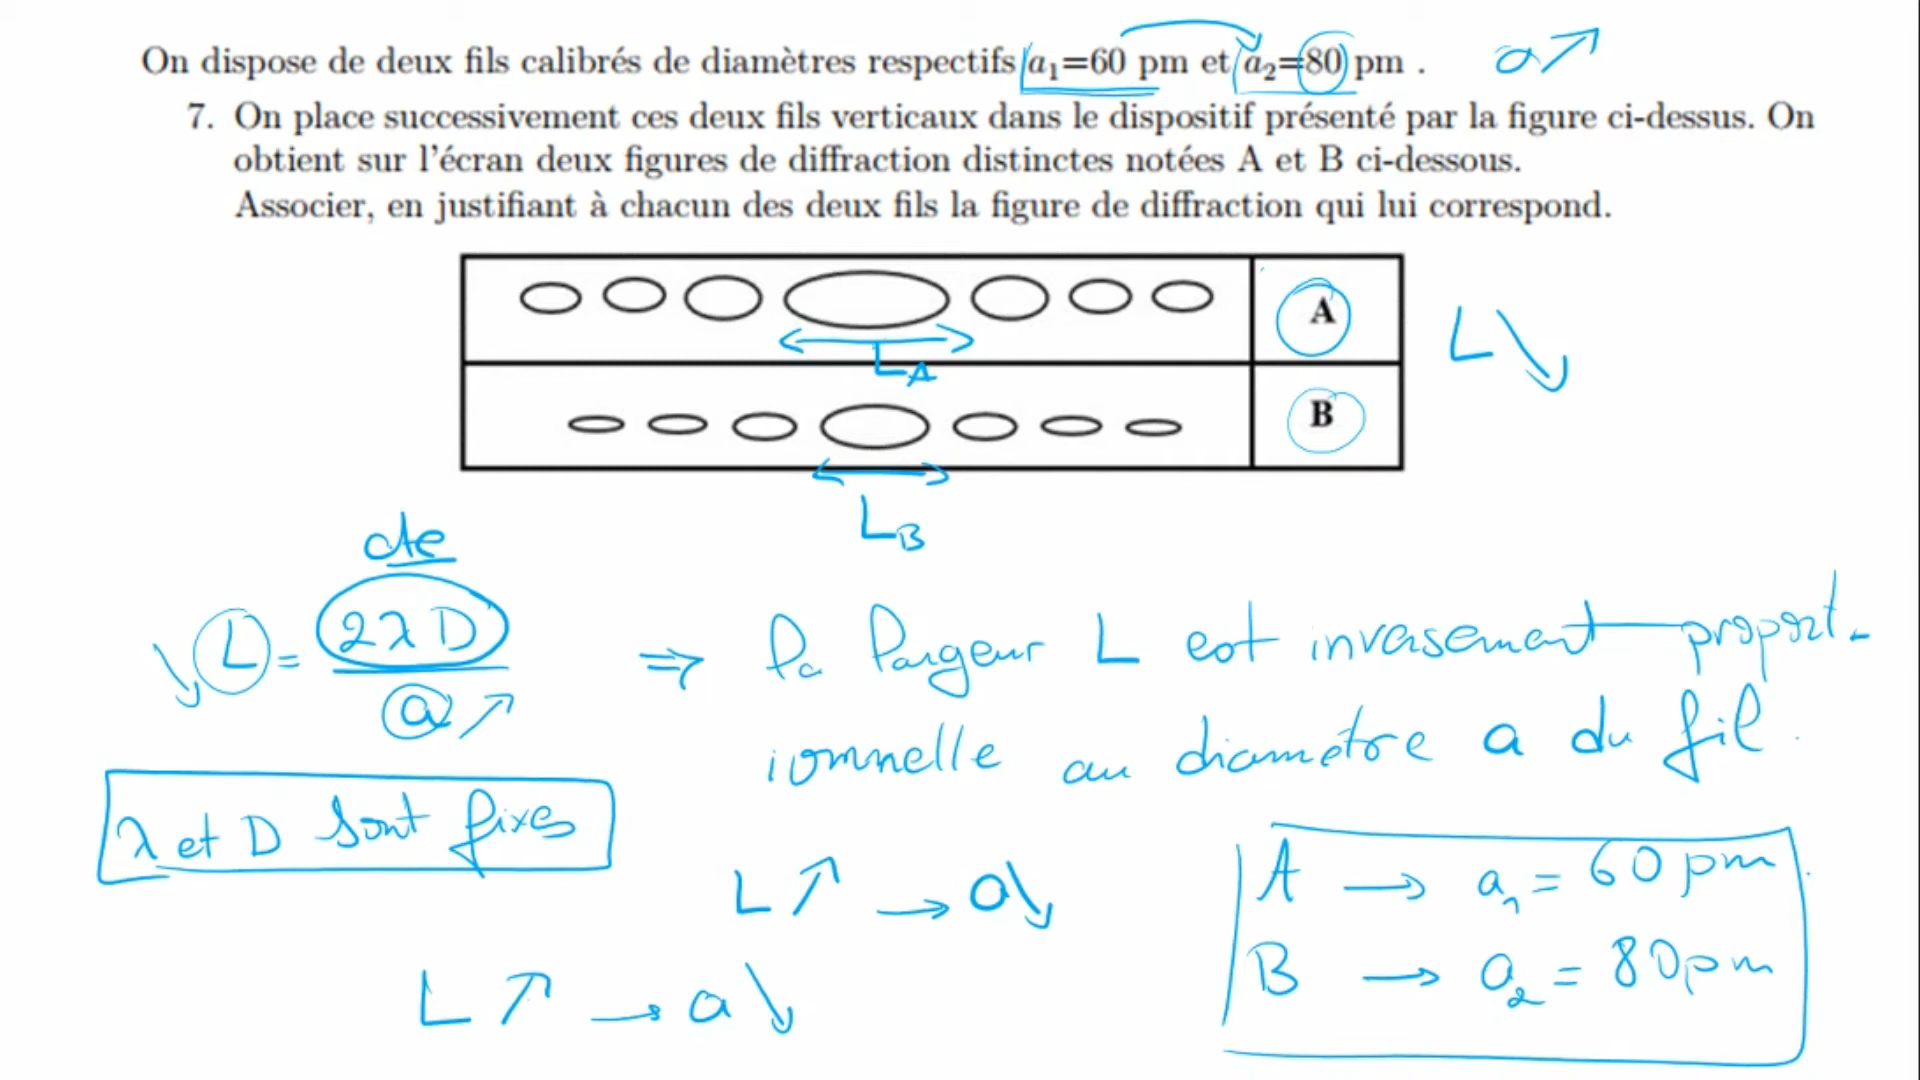 On dispose de deux fils calibrés de diamètres respectifs a₁=60 pm et a₂=80 pm .
a ↗
7. On place successivement ces deux fils verticaux dans le dispositif présenté par la figure ci-dessus. On
obtient sur l'écran deux figures de diffraction distinctes notées A et B ci-dessous.
Associer, en justifiant à chacun des deux fils la figure de diffraction qui lui correspond.
A
L ↘
L_A
B
L_B
cte
↘ L = 2λD / a ↗
⇒ la largeur L est inversement proport-
ionnelle au diamètre a du fil.
λ et D sont fixes
L ↗ → a ↘
A → a₁ = 60 pm
B → a₂ = 80 pm
L ↗ → a ↘